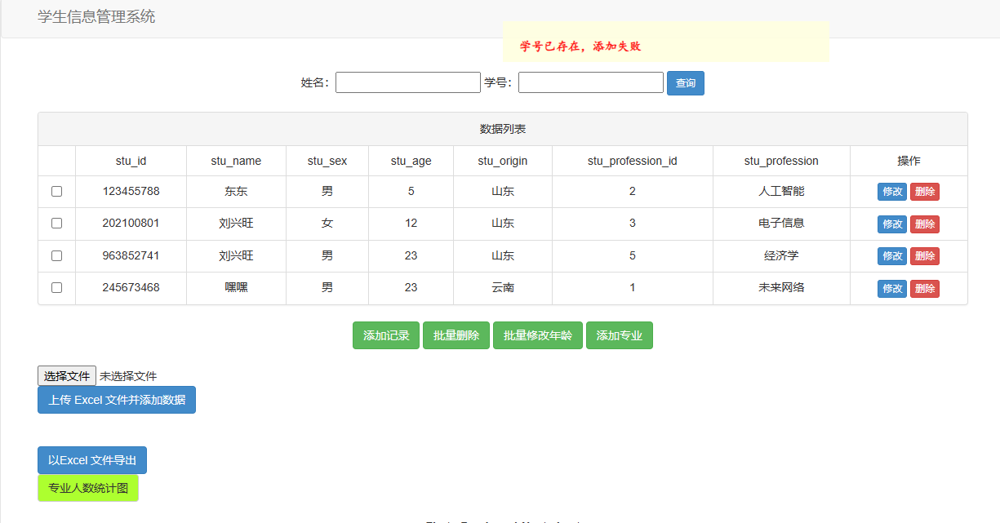 学生信息管理系统
学号已存在，添加失败
姓名： 学号： 查询
数据列表
stu_id stu_name stu_sex stu_age stu_origin stu_profession_id stu_profession 操作
123455788 东东 男 5 山东 2 人工智能 修改 删除
202100801 刘兴旺 女 12 山东 3 电子信息 修改 删除
963852741 刘兴旺 男 23 山东 5 经济学 修改 删除
245673468 嘿嘿 男 23 云南 1 未来网络 修改 删除
添加记录 批量删除 批量修改年龄 添加专业
选择文件 未选择文件
上传 Excel 文件并添加数据
以Excel 文件导出
专业人数统计图